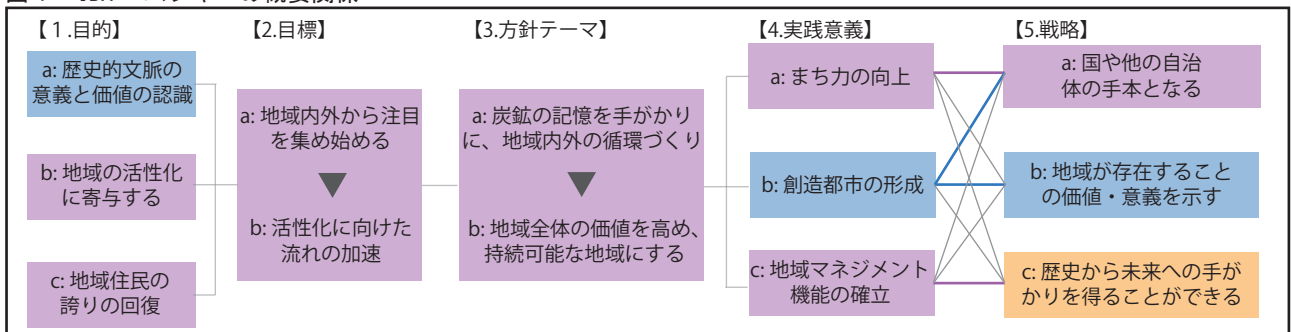 【１.目的】
a: 歴史的文脈の
意義と価値の認識
b: 地域の活性化
に寄与する
c: 地域住民の
誇りの回復
【2.目標】
a: 地域内外から注目
を集め始める
▼
b: 活性化に向けた
流れの加速
【3.方針テーマ】
a: 炭鉱の記憶を手がかり
に、地域内外の循環づくり
▼
b: 地域全体の価値を高め、
持続可能な地域にする
【4.実践意義】
a: まち力の向上
b: 創造都市の形成
c: 地域マネジメント
機能の確立
【5.戦略】
a: 国や他の自治
体の手本となる
b: 地域が存在すること
の価値・意義を示す
c: 歴史から未来への手が
かりを得ることができる